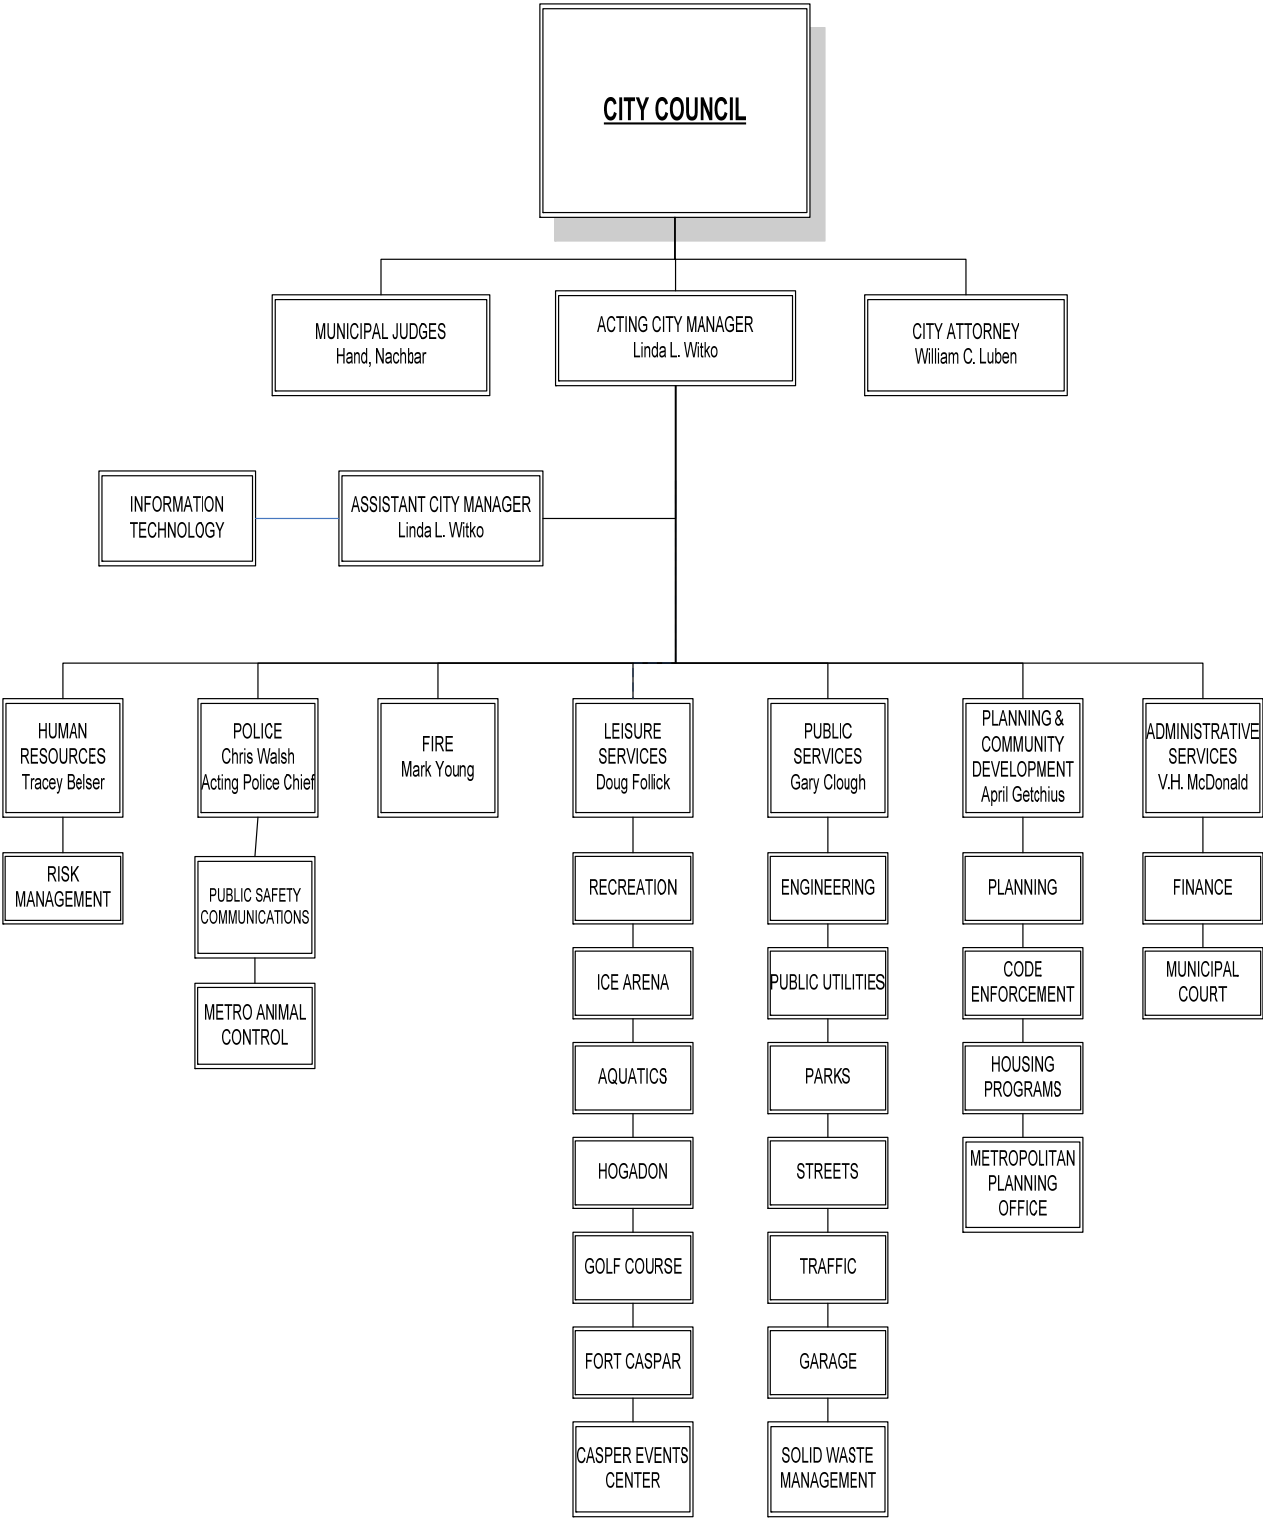 CITY COUNCIL
MUNICIPAL JUDGES
Hand, Nachbar
ACTING CITY MANAGER
Linda L. Witko
CITY ATTORNEY
William C. Luben
INFORMATION
TECHNOLOGY
ASSISTANT CITY MANAGER
Linda L. Witko
HUMAN
RESOURCES
Tracey Belser
POLICE
Chris Walsh
Acting Police Chief
FIRE
Mark Young
LEISURE
SERVICES
Doug Follick
PUBLIC
SERVICES
Gary Clough
PLANNING &
COMMUNITY
DEVELOPMENT
April Getchius
ADMINISTRATIVE
SERVICES
V.H. McDonald
RISK
MANAGEMENT
PUBLIC SAFETY
COMMUNICATIONS
METRO ANIMAL
CONTROL
RECREATION
ICE ARENA
AQUATICS
HOGADON
GOLF COURSE
FORT CASPAR
CASPER EVENTS
CENTER
ENGINEERING
PUBLIC UTILITIES
PARKS
STREETS
TRAFFIC
GARAGE
SOLID WASTE
MANAGEMENT
PLANNING
CODE
ENFORCEMENT
HOUSING
PROGRAMS
METROPOLITAN
PLANNING
OFFICE
FINANCE
MUNICIPAL
COURT